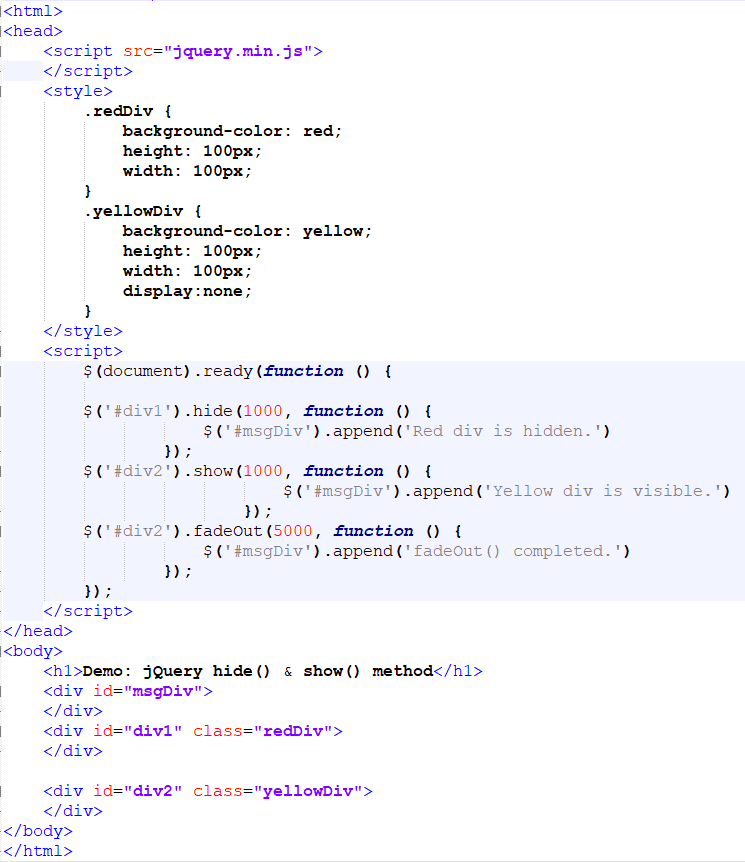 <html>
<head>
    <script src="jquery.min.js">
    </script>
    <style>
        .redDiv {
            background-color: red;
            height: 100px;
            width: 100px;
        }
        .yellowDiv {
            background-color: yellow;
            height: 100px;
            width: 100px;
            display:none;
        }
    </style>
    <script>
        $(document).ready(function () {

        $('#div1').hide(1000, function () {
                    $('#msgDiv').append('Red div is hidden.')
                });
        $('#div2').show(1000, function () {
                            $('#msgDiv').append('Yellow div is visible.')
                        });
        $('#div2').fadeOut(5000, function () {
                    $('#msgDiv').append('fadeOut() completed.')
                });
        });
    </script>
</head>
<body>
    <h1>Demo: jQuery hide() & show() method</h1>
    <div id="msgDiv">
    </div>
    <div id="div1" class="redDiv">
    </div>

    <div id="div2" class="yellowDiv">
    </div>
</body>
</html>